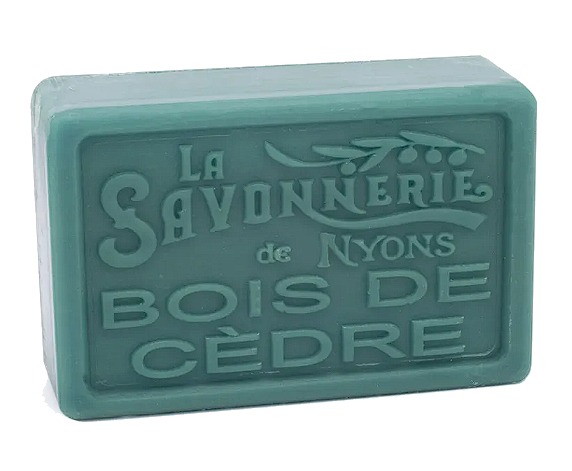 LA
SAVONNERIE
de NYONS
BOIS DE
CÈDRE